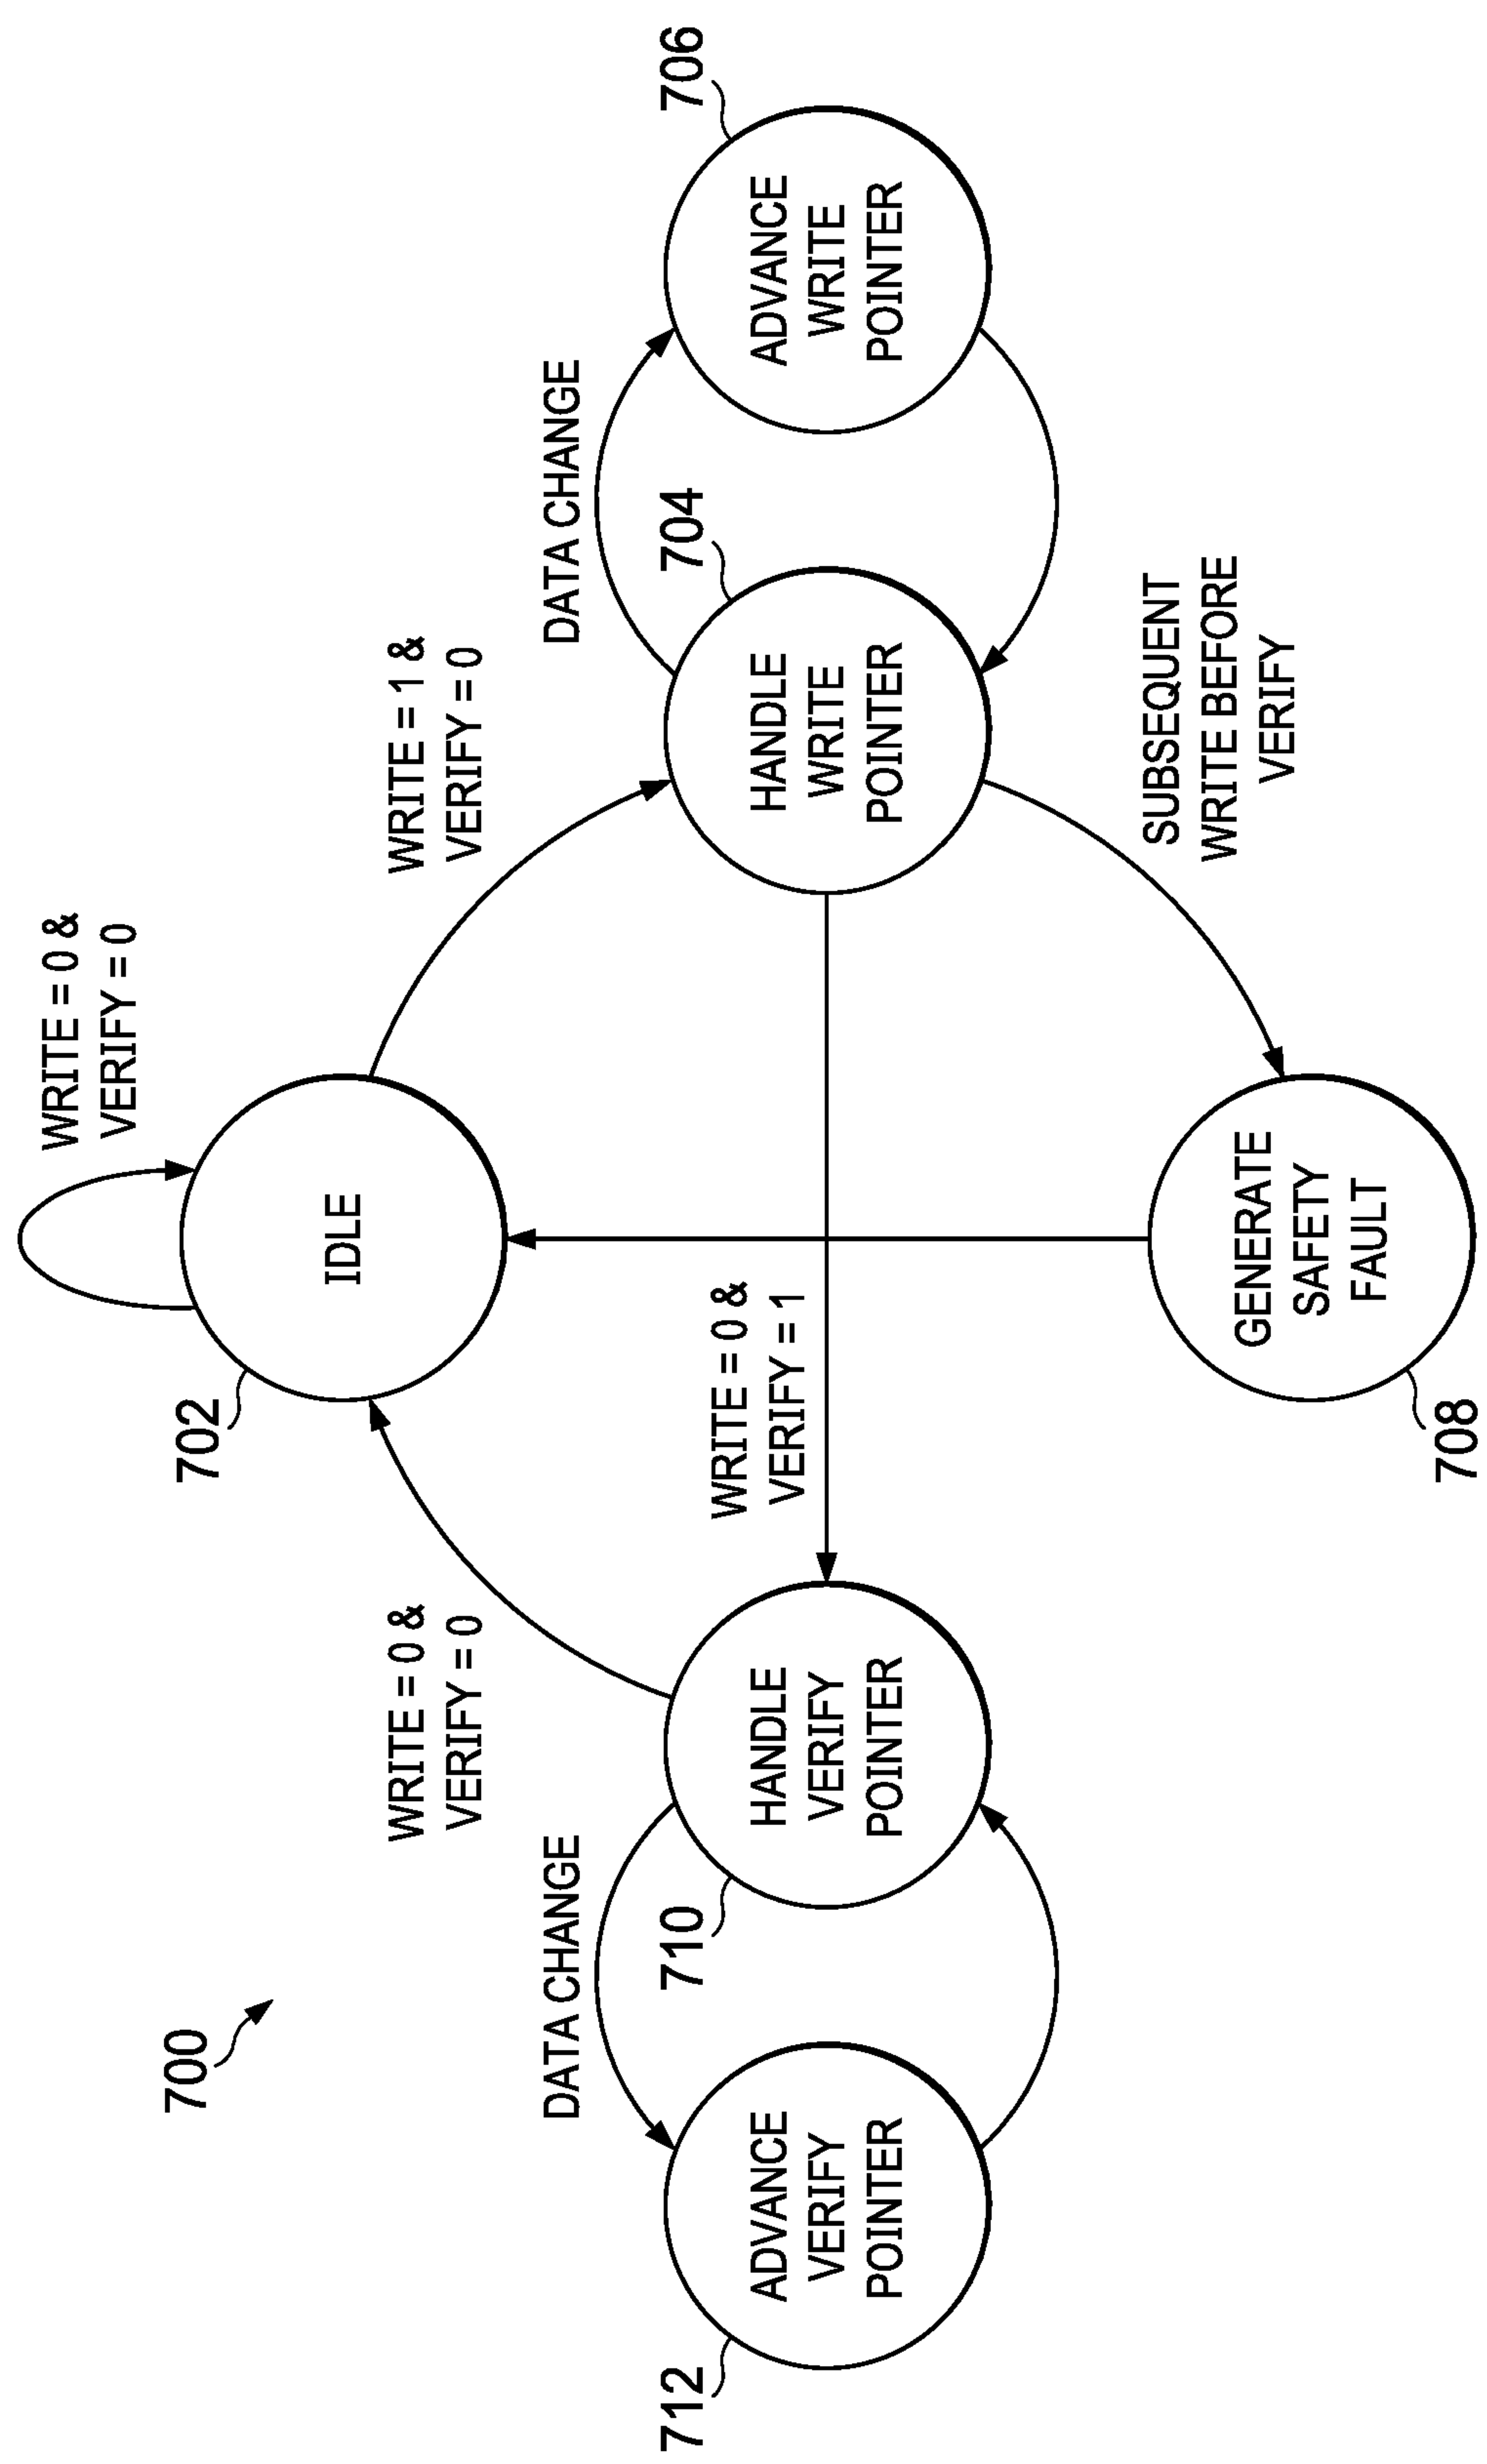 700
WRITE = 0 &
VERIFY = 0
702
IDLE
WRITE = 0 &
VERIFY = 0
WRITE = 1 &
VERIFY = 0
DATA CHANGE
DATA CHANGE
712
ADVANCE
VERIFY
POINTER
710
HANDLE
VERIFY
POINTER
WRITE = 0 &
VERIFY = 1
704
HANDLE
WRITE
POINTER
706
ADVANCE
WRITE
POINTER
SUBSEQUENT
WRITE BEFORE
VERIFY
708
GENERATE
SAFETY
FAULT